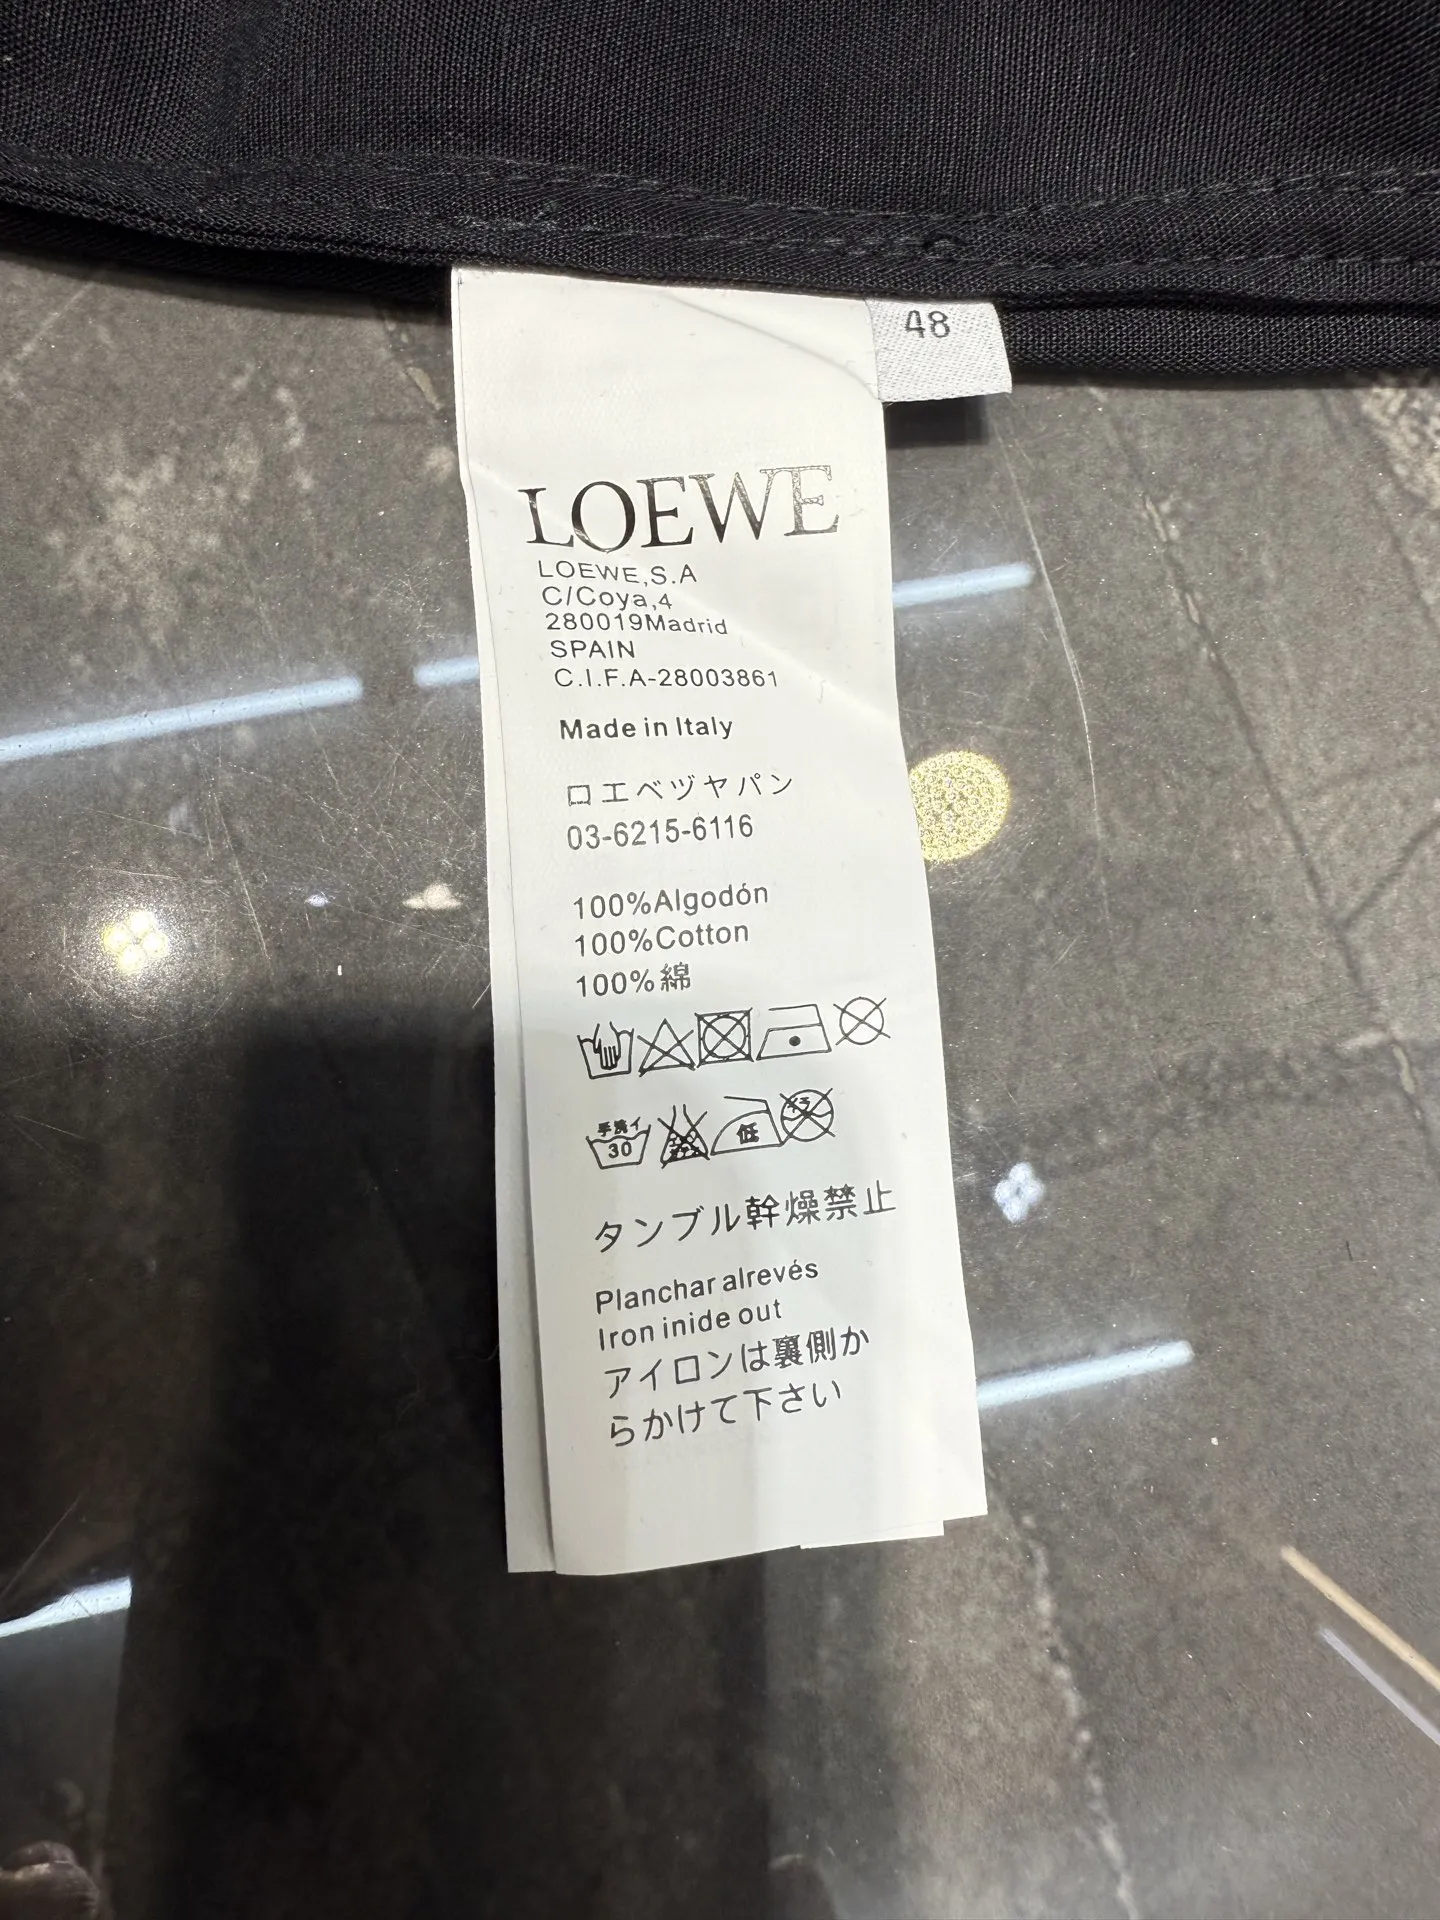 48
LOEWE
LOEWE,S.A
C/Coya,4
280019Madrid
SPAIN
C.I.F.A-28003861
Made in Italy
ロエベヅヤパン
03-6215-6116
100%Algodón
100%Cotton
100%綿
手洗イ
30
低
タンブル幹燥禁止
Planchar alrevés
Iron inide out
アイロンは裏側か
らかけて下さい